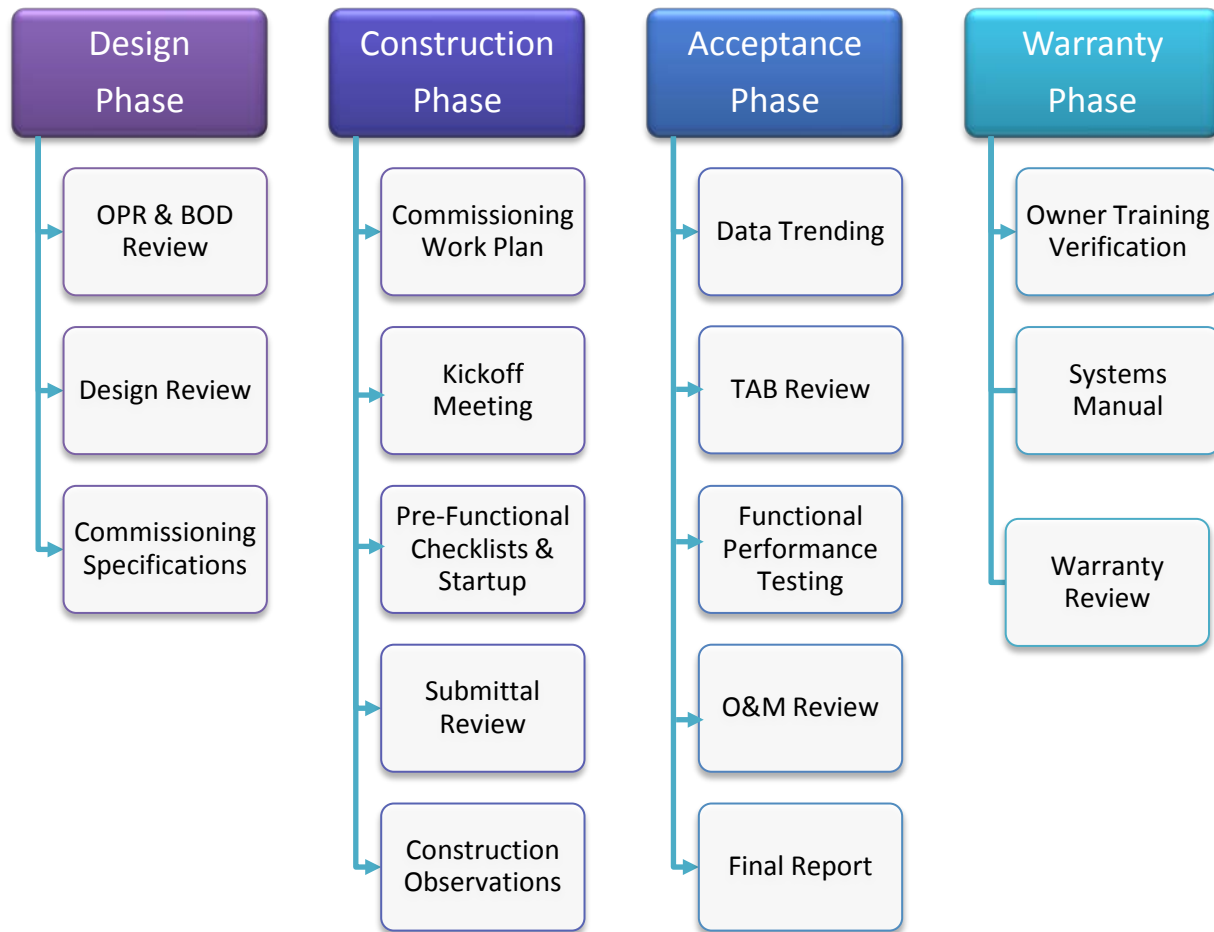 Design
Phase
OPR & BOD
Review
Design Review
Commissioning
Specifications
Construction
Phase
Commissioning
Work Plan
Kickoff
Meeting
Pre-Functional
Checklists &
Startup
Submittal
Review
Construction
Observations
Acceptance
Phase
Data Trending
TAB Review
Functional
Performance
Testing
O&M Review
Final Report
Warranty
Phase
Owner Training
Verification
Systems
Manual
Warranty
Review